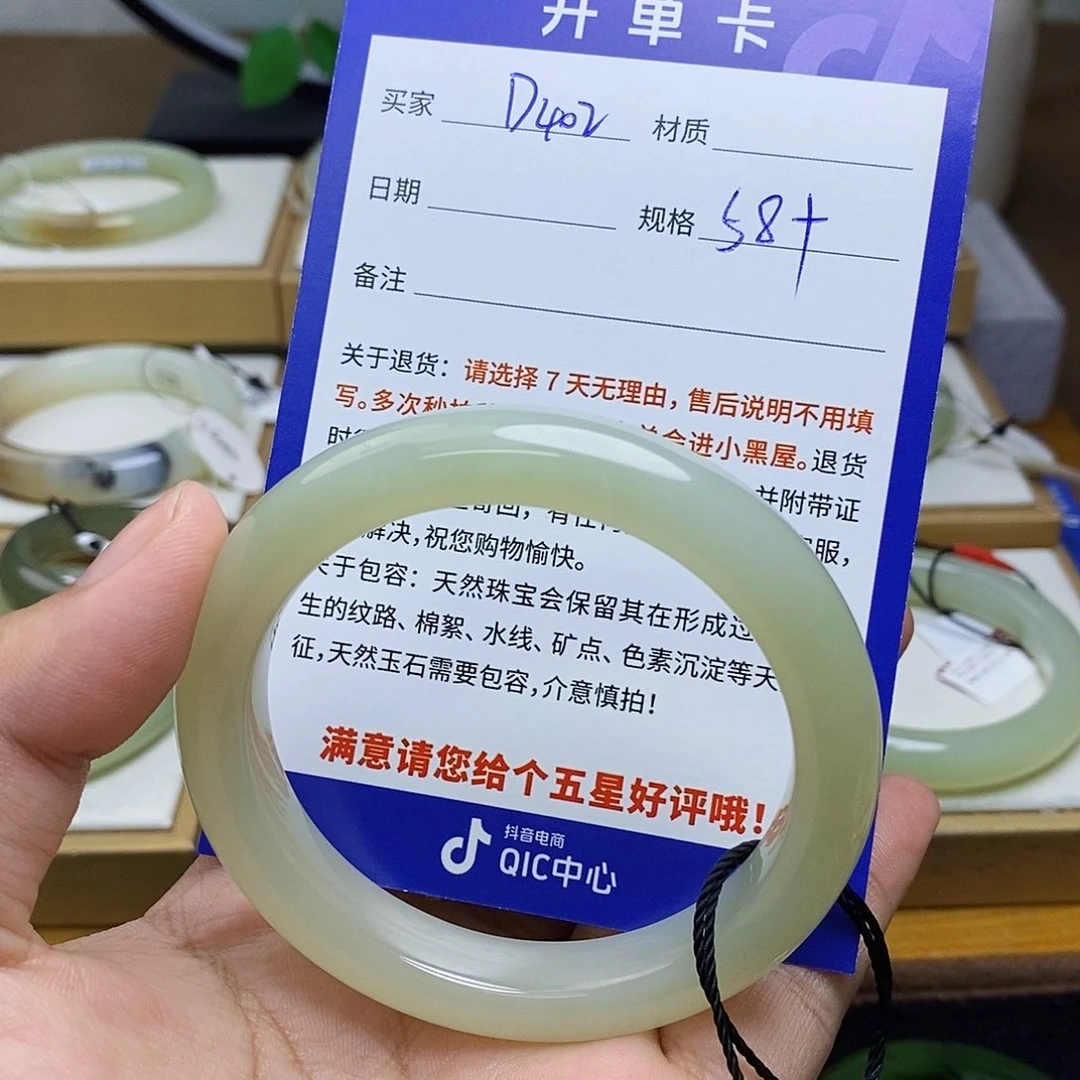 开单卡
买家 D402 材质
日期 规格 58+
备注
关于退货：请选择 7 天无理由，售后说明不用填
写。多次秒拍
会进小黑屋。退货
并附带证
解决，祝您购物愉快。 服，
关于包容：天然珠宝会保留其在形成过
生的纹路、棉絮、水线、矿点、色素沉淀等天
征，天然玉石需要包容，介意慎拍！
满意请您给个五星好评哦！
抖音电商
QIC中心